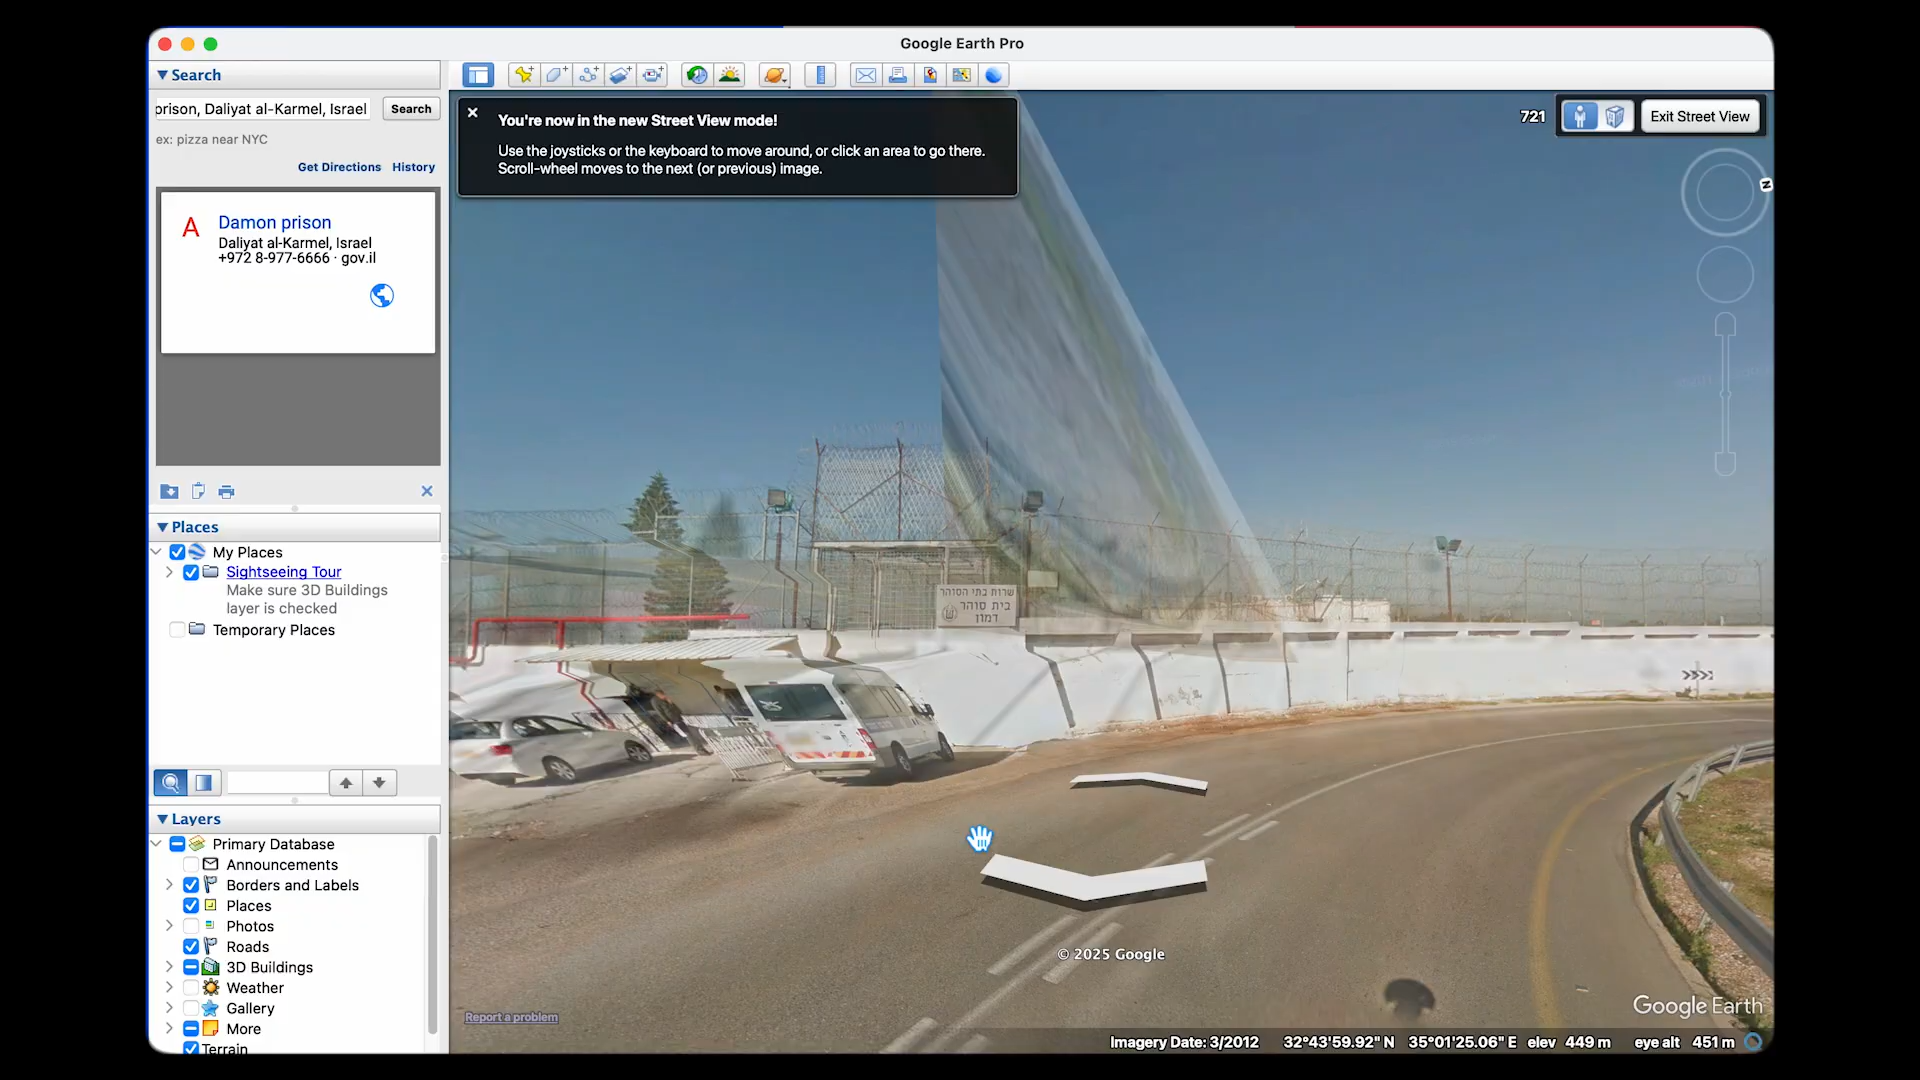 Google Earth Pro
Search
prison, Daliyat al-Karmel, Israel
Search
ex: pizza near NYC
Get Directions
History
A
Damon prison
Daliyat al-Karmel, Israel
+972 8-977-6666 · gov.il
Places
My Places
Sightseeing Tour
Make sure 3D Buildings
layer is checked
Temporary Places
Layers
Primary Database
Announcements
Borders and Labels
Places
Photos
Roads
3D Buildings
Weather
Gallery
More
Terrain
You're now in the new Street View mode!
Use the joysticks or the keyboard to move around, or click an area to go there.
Scroll-wheel moves to the next (or previous) image.
721
Exit Street View
N
שרות בתי הסוהר
בית סוהר
דמון
© 2025 Google
Report a problem
Google Earth
Imagery Date: 3/2012 32°43'59.92" N 35°01'25.06" E elev 449 m eye alt 451 m